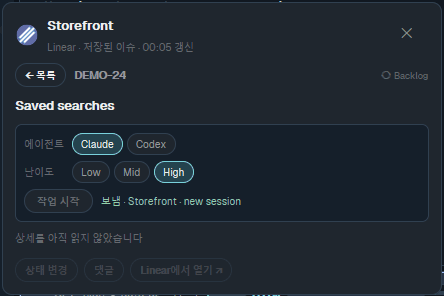 Storefront
Linear · 저장된 이슈 · 00:05 갱신
← 목록 DEMO-24 Backlog
Saved searches
에이전트 Claude Codex
난이도 Low Mid High
작업 시작 보냄 · Storefront · new session
상세를 아직 읽지 않았습니다
상태 변경 댓글 Linear에서 열기 ↗